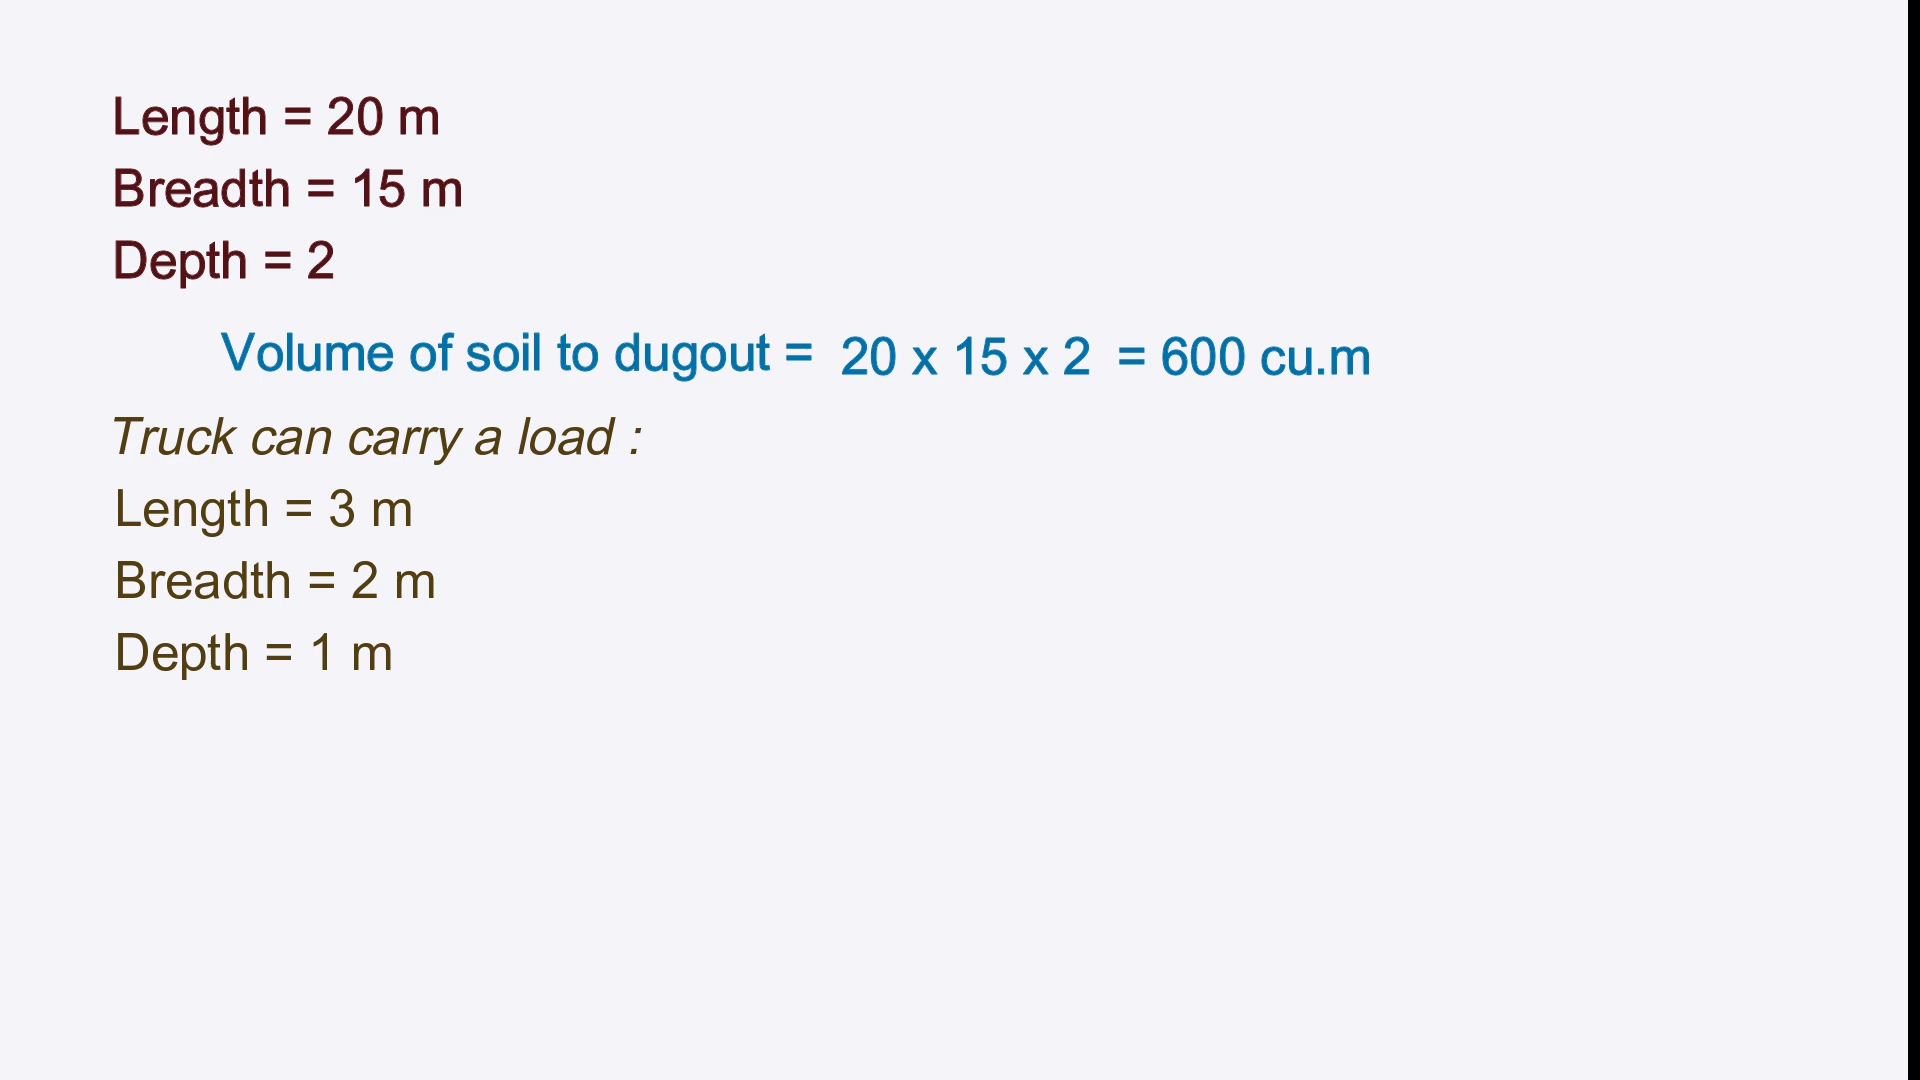 Length = 20 m
Breadth = 15 m
Depth = 2
Volume of soil to dugout = 20 x 15 x 2 = 600 cu.m
Truck can carry a load :
Length = 3 m
Breadth = 2 m
Depth = 1 m